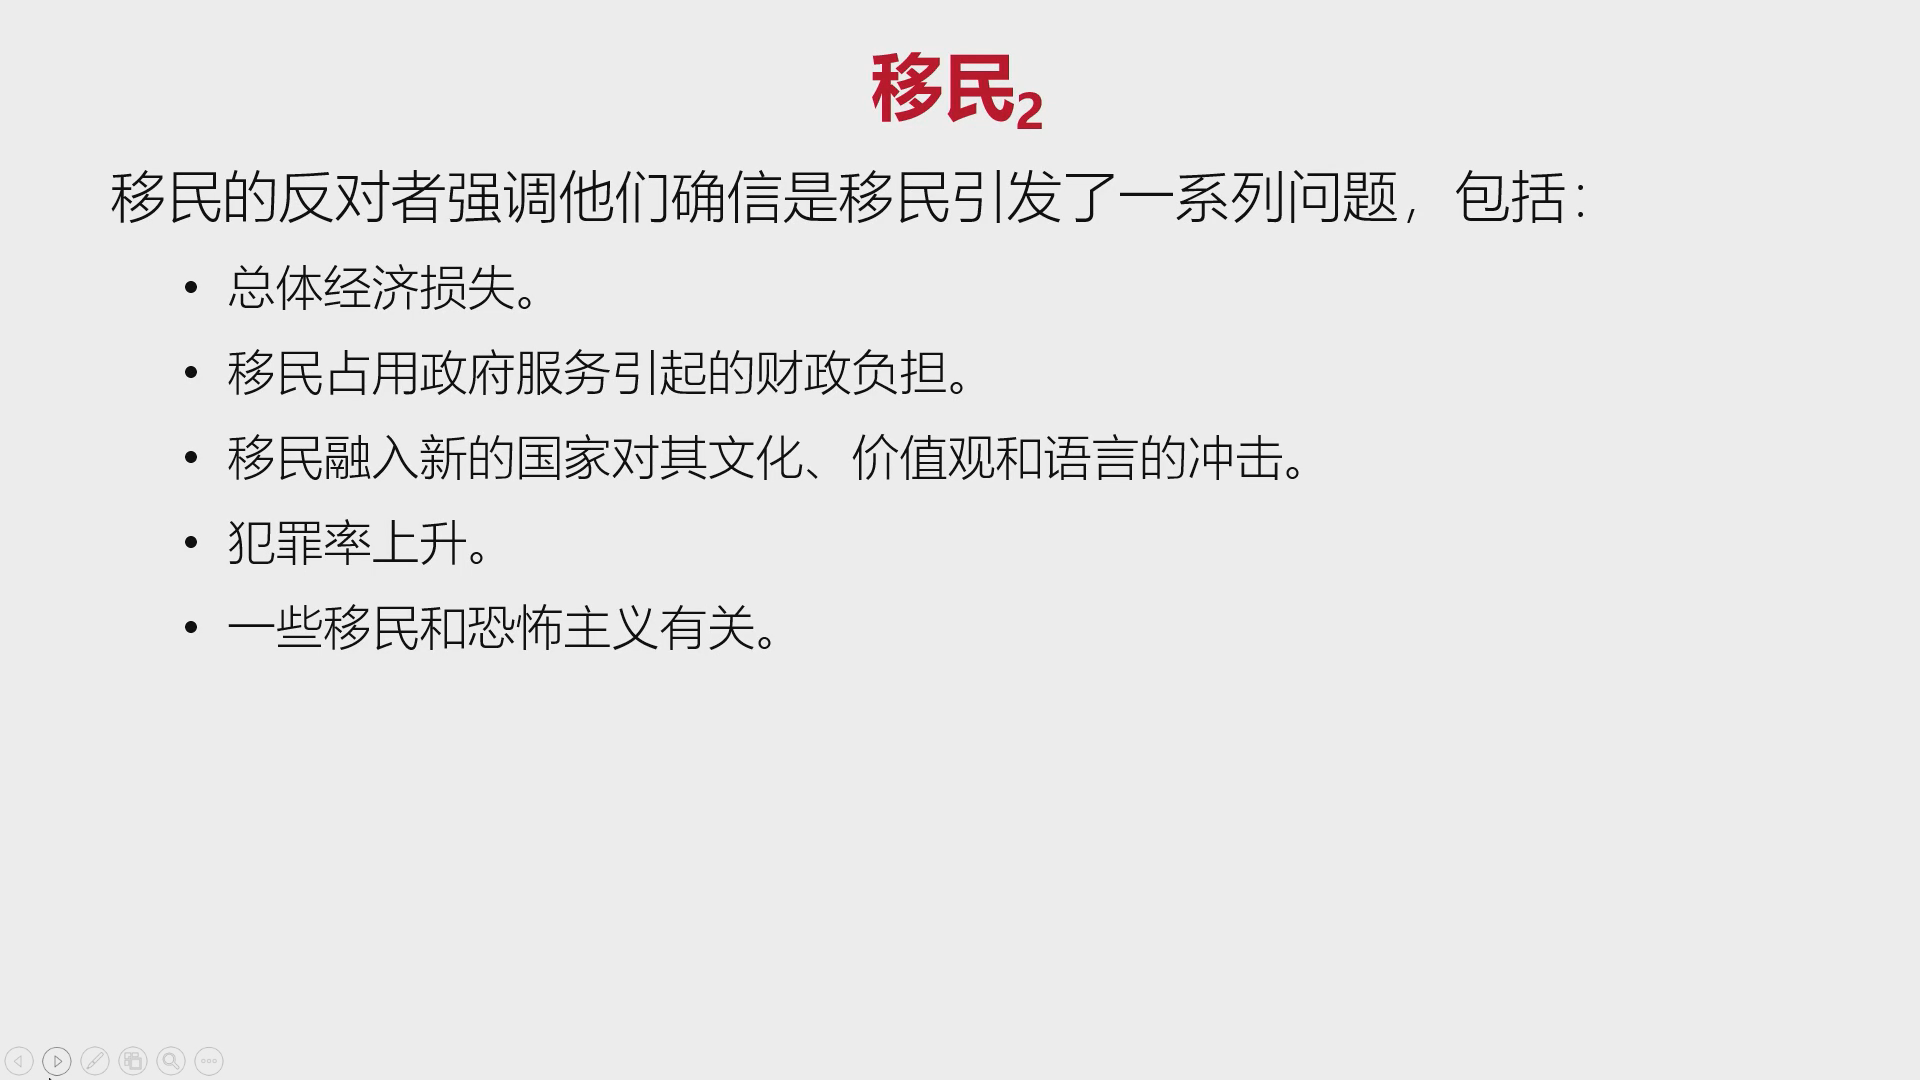 移民2
移民的反对者强调他们确信是移民引发了一系列问题，包括：
• 总体经济损失。
• 移民占用政府服务引起的财政负担。
• 移民融入新的国家对其文化、价值观和语言的冲击。
• 犯罪率上升。
• 一些移民和恐怖主义有关。